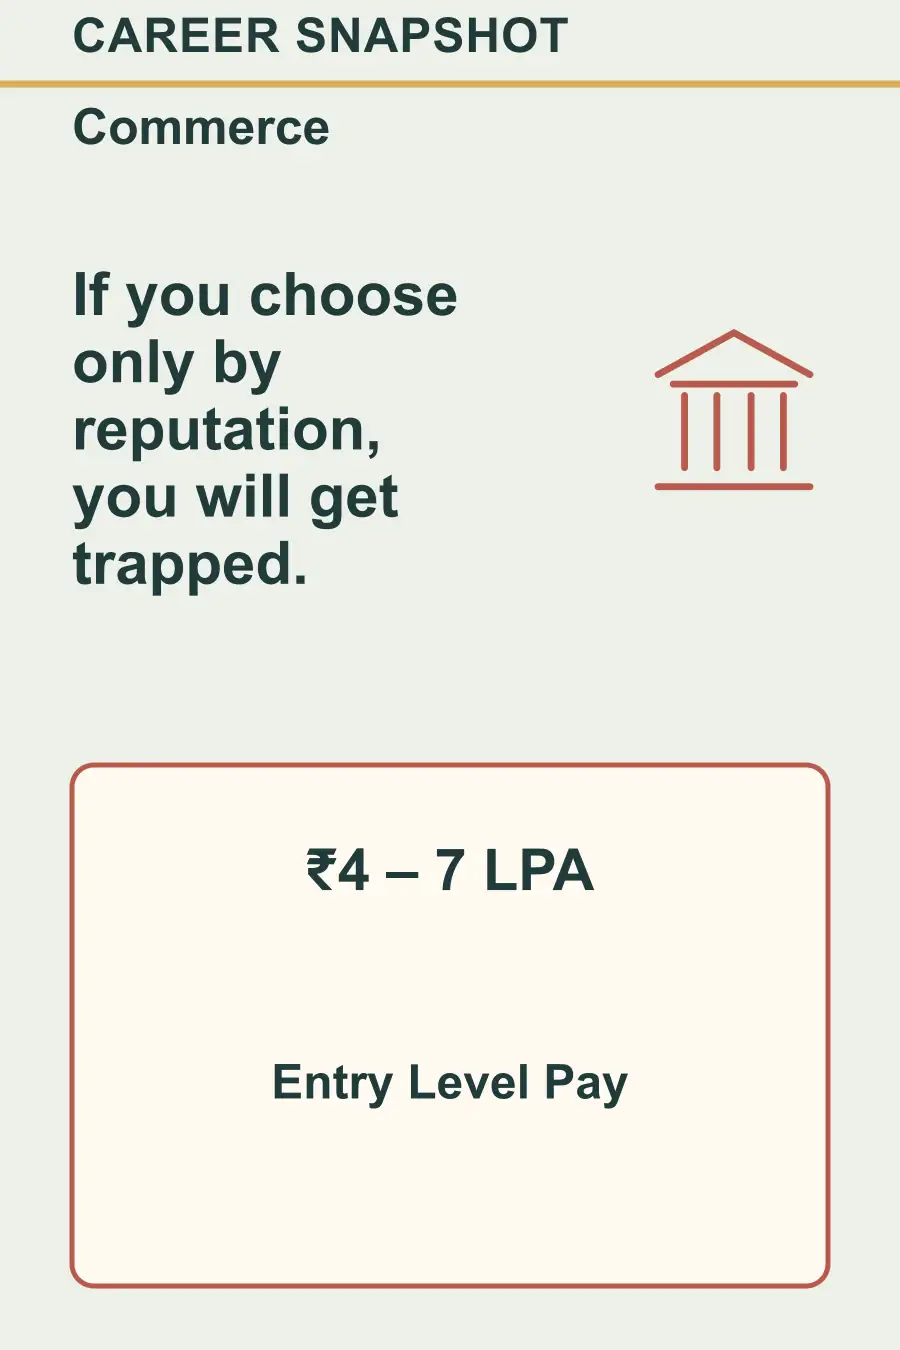 CAREER SNAPSHOT
Commerce
If you choose
only by
reputation,
you will get
trapped.
₹4 – 7 LPA
Entry Level Pay